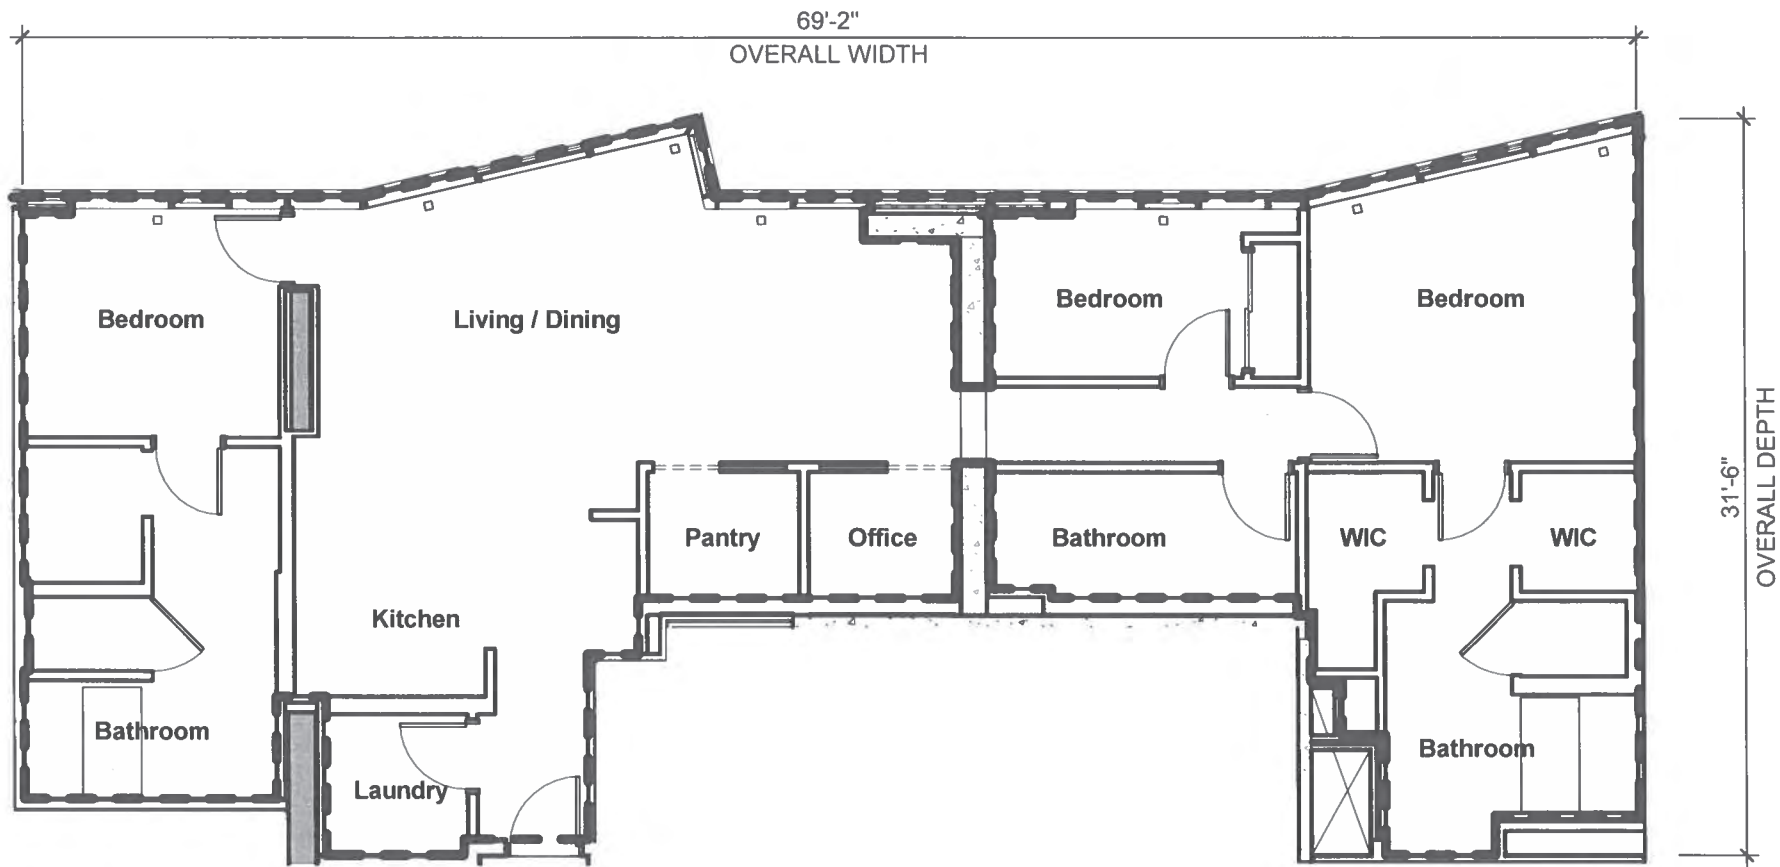 69'-2"
OVERALL WIDTH
Bedroom
Living / Dining
Bedroom
Bedroom
31'-6"
OVERALL DEPTH
Pantry
Office
Bathroom
WIC
WIC
Kitchen
Bathroom
Laundry
Bathroom